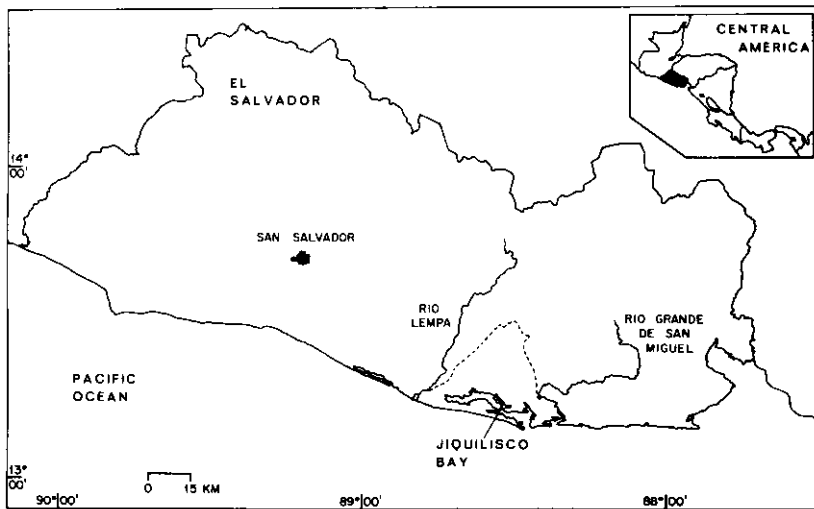 CENTRAL
AMÉRICA
EL
SALVADOR
14°
00'
SAN SALVADOR
RIO
LEMPA
RIO GRANDE
DE SAN
MIGUEL
PACIFIC
OCEAN
JIQUILISCO
BAY
13°
00'
0 15 KM
90°00' 89°00' 88°00'